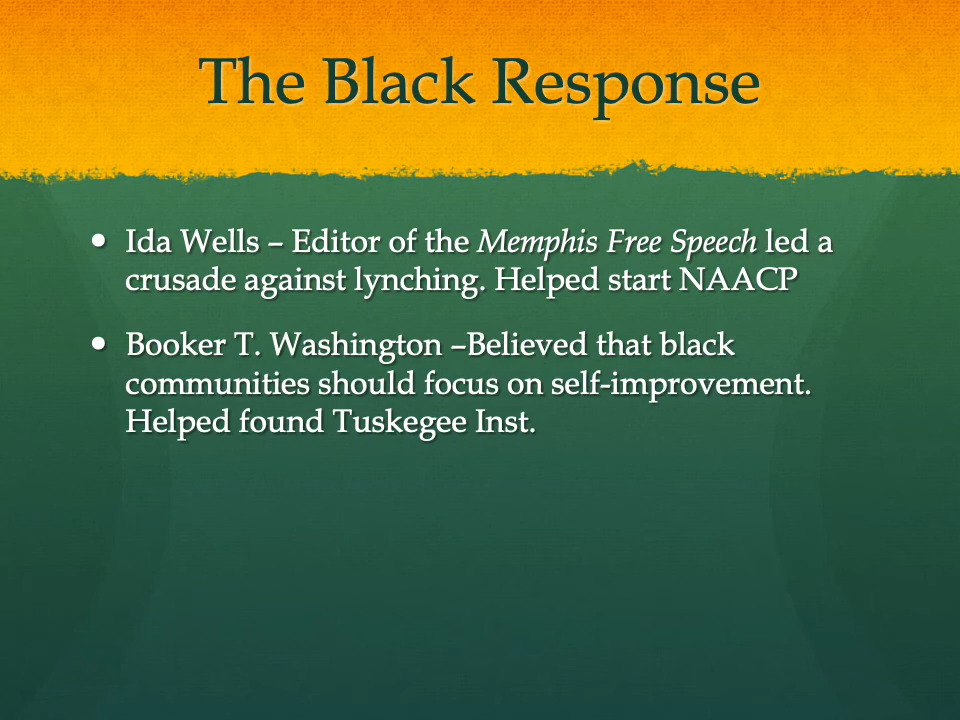 The Black Response
• Ida Wells – Editor of the Memphis Free Speech led a
crusade against lynching. Helped start NAACP
• Booker T. Washington –Believed that black
communities should focus on self-improvement.
Helped found Tuskegee Inst.